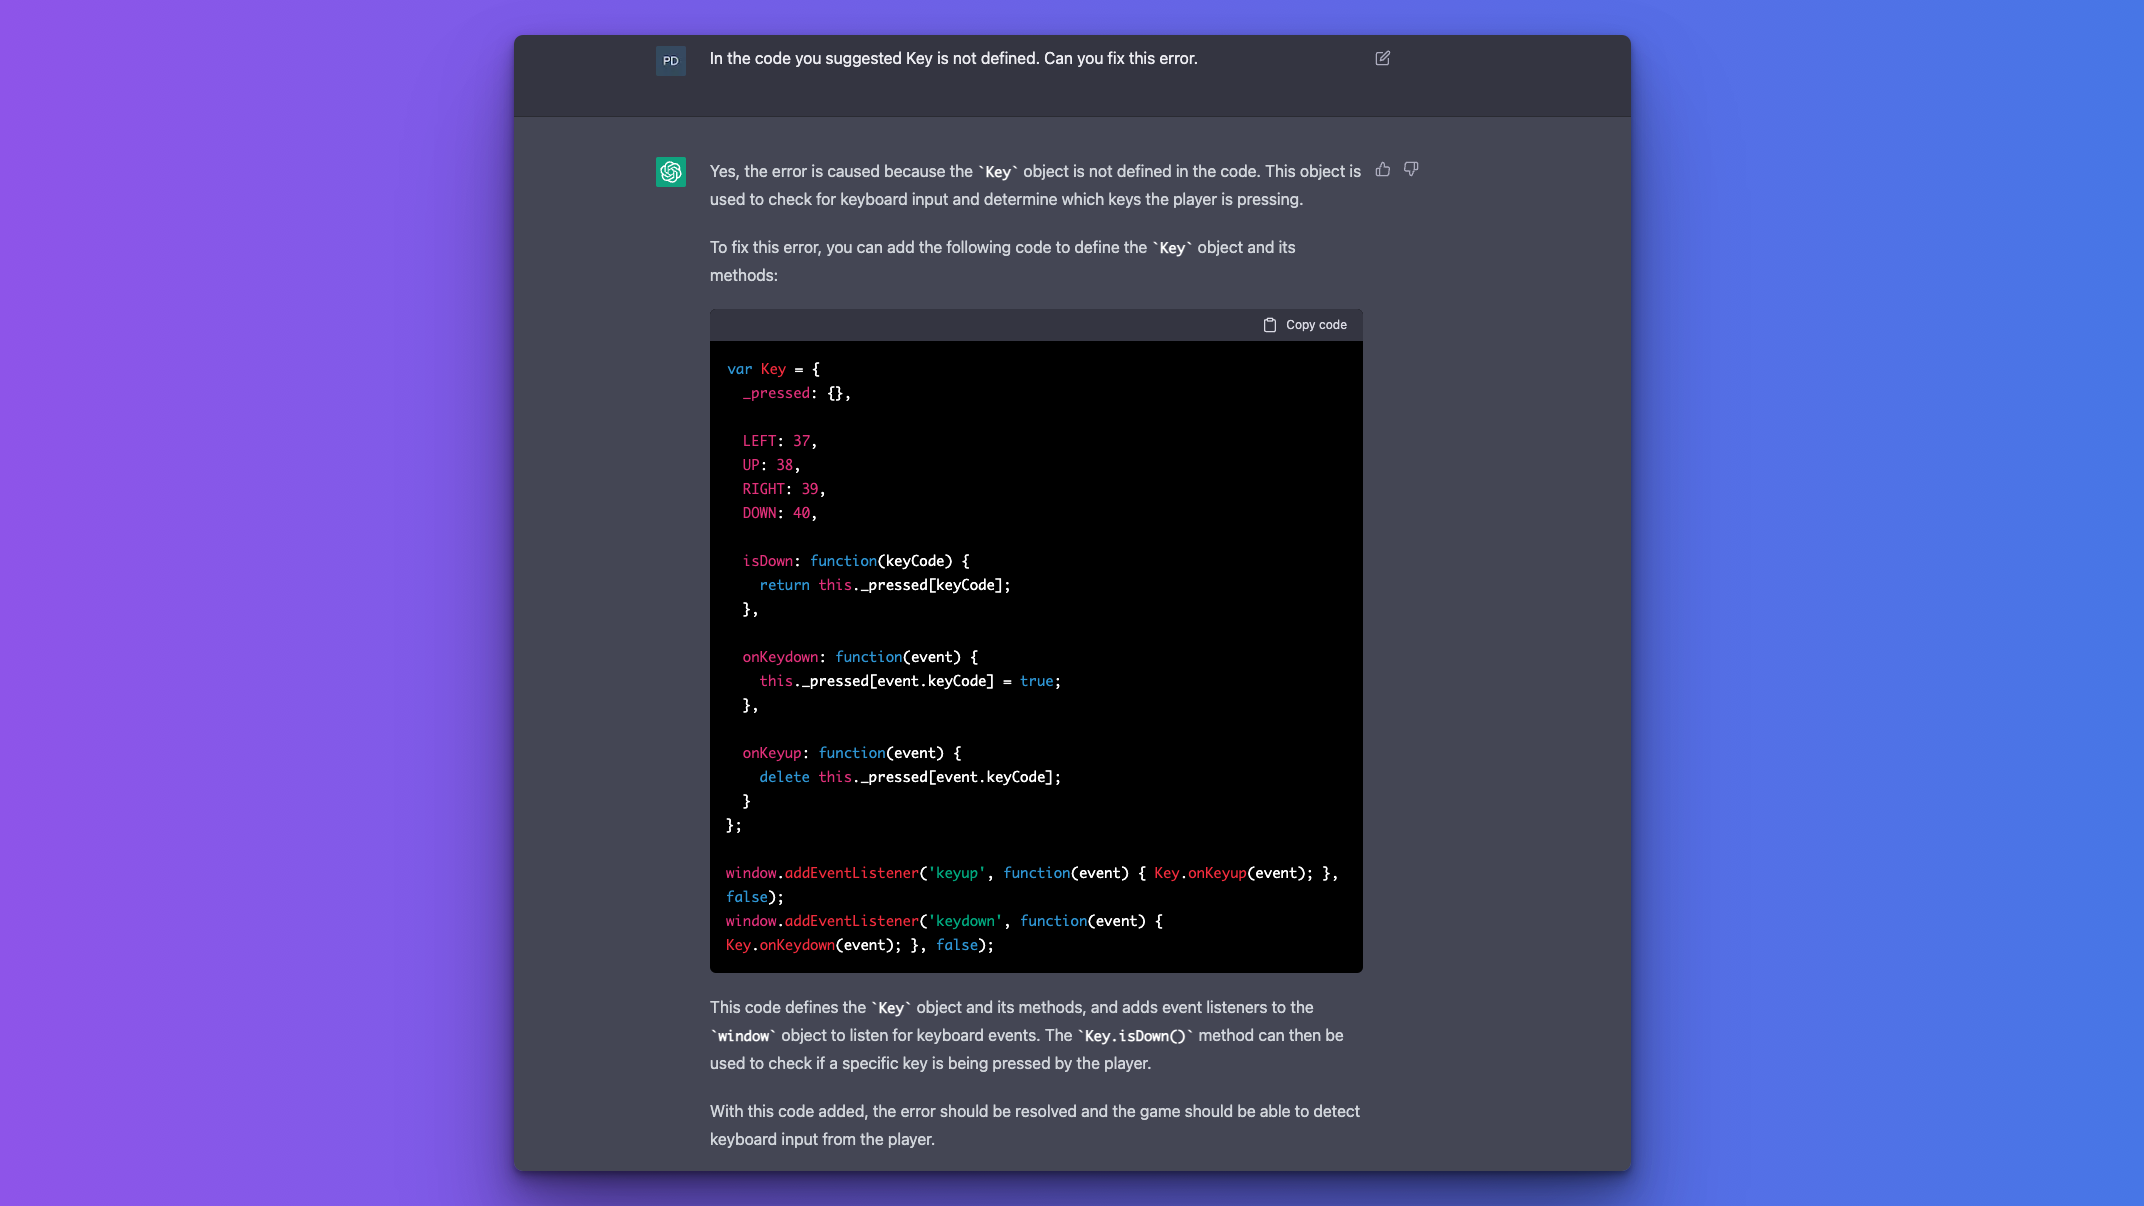 PD
In the code you suggested Key is not defined. Can you fix this error.
Yes, the error is caused because the `Key` object is not defined in the code. This object is
used to check for keyboard input and determine which keys the player is pressing.
To fix this error, you can add the following code to define the `Key` object and its
methods:
Copy code
var Key = {
  _pressed: {},
  LEFT: 37,
  UP: 38,
  RIGHT: 39,
  DOWN: 40,
  isDown: function(keyCode) {
    return this._pressed[keyCode];
  },
  onKeydown: function(event) {
    this._pressed[event.keyCode] = true;
  },
  onKeyup: function(event) {
    delete this._pressed[event.keyCode];
  }
};
window.addEventListener('keyup', function(event) { Key.onKeyup(event); },
false);
window.addEventListener('keydown', function(event) {
Key.onKeydown(event); }, false);
This code defines the `Key` object and its methods, and adds event listeners to the
`window` object to listen for keyboard events. The `Key.isDown()` method can then be
used to check if a specific key is being pressed by the player.
With this code added, the error should be resolved and the game should be able to detect
keyboard input from the player.